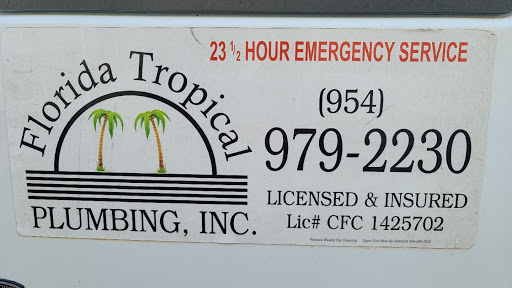 Florida Tropical
PLUMBING, INC.
23 1/2 HOUR EMERGENCY SERVICE
(954)
979-2230
LICENSED & INSURED
Lic# CFC 1425702